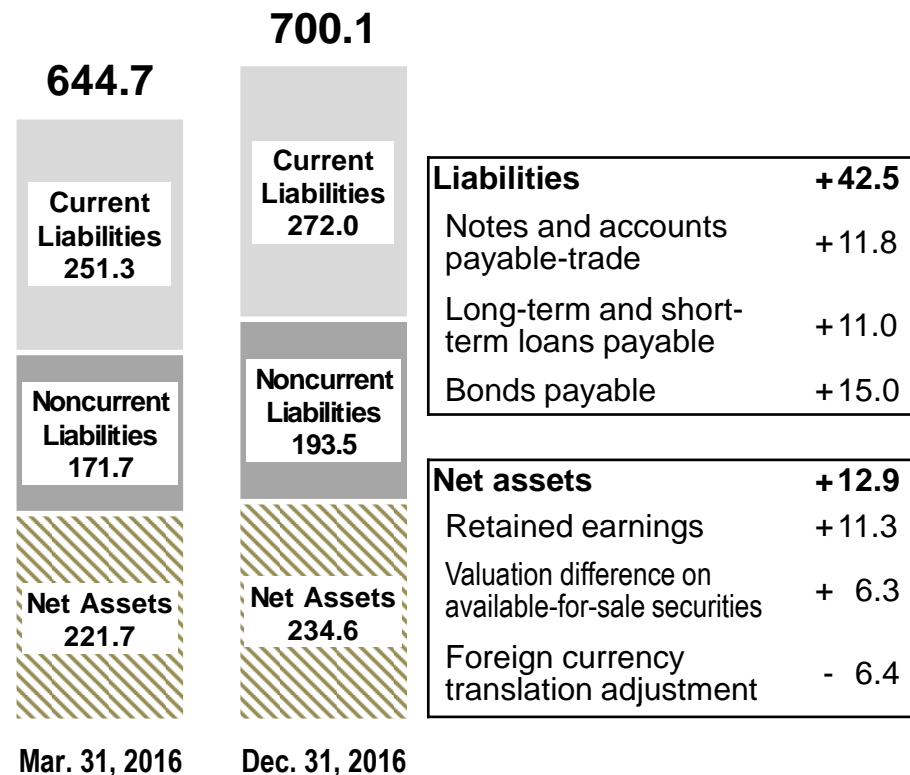 644.7
Current
Liabilities
251.3
Noncurrent
Liabilities
171.7
Net Assets
221.7
Mar. 31, 2016
700.1
Current
Liabilities
272.0
Noncurrent
Liabilities
193.5
Net Assets
234.6
Dec. 31, 2016
Liabilities +42.5
Notes and accounts
payable-trade +11.8
Long-term and short-
term loans payable +11.0
Bonds payable +15.0
Net assets +12.9
Retained earnings +11.3
Valuation difference on
available-for-sale securities + 6.3
Foreign currency
translation adjustment - 6.4